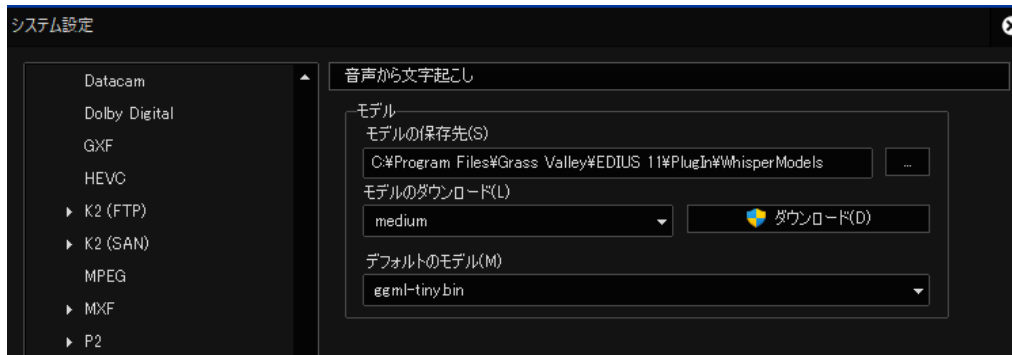 システム設定
Datacam
Dolby Digital
GXF
HEVC
K2 (FTP)
K2 (SAN)
MPEG
MXF
P2
音声から文字起こし
モデル
モデルの保存先(S)
C:¥Program Files¥Grass Valley¥EDIUS 11¥PlugIn¥WhisperModels
...
モデルのダウンロード(L)
medium
ダウンロード(D)
デフォルトのモデル(M)
ggml-tiny.bin